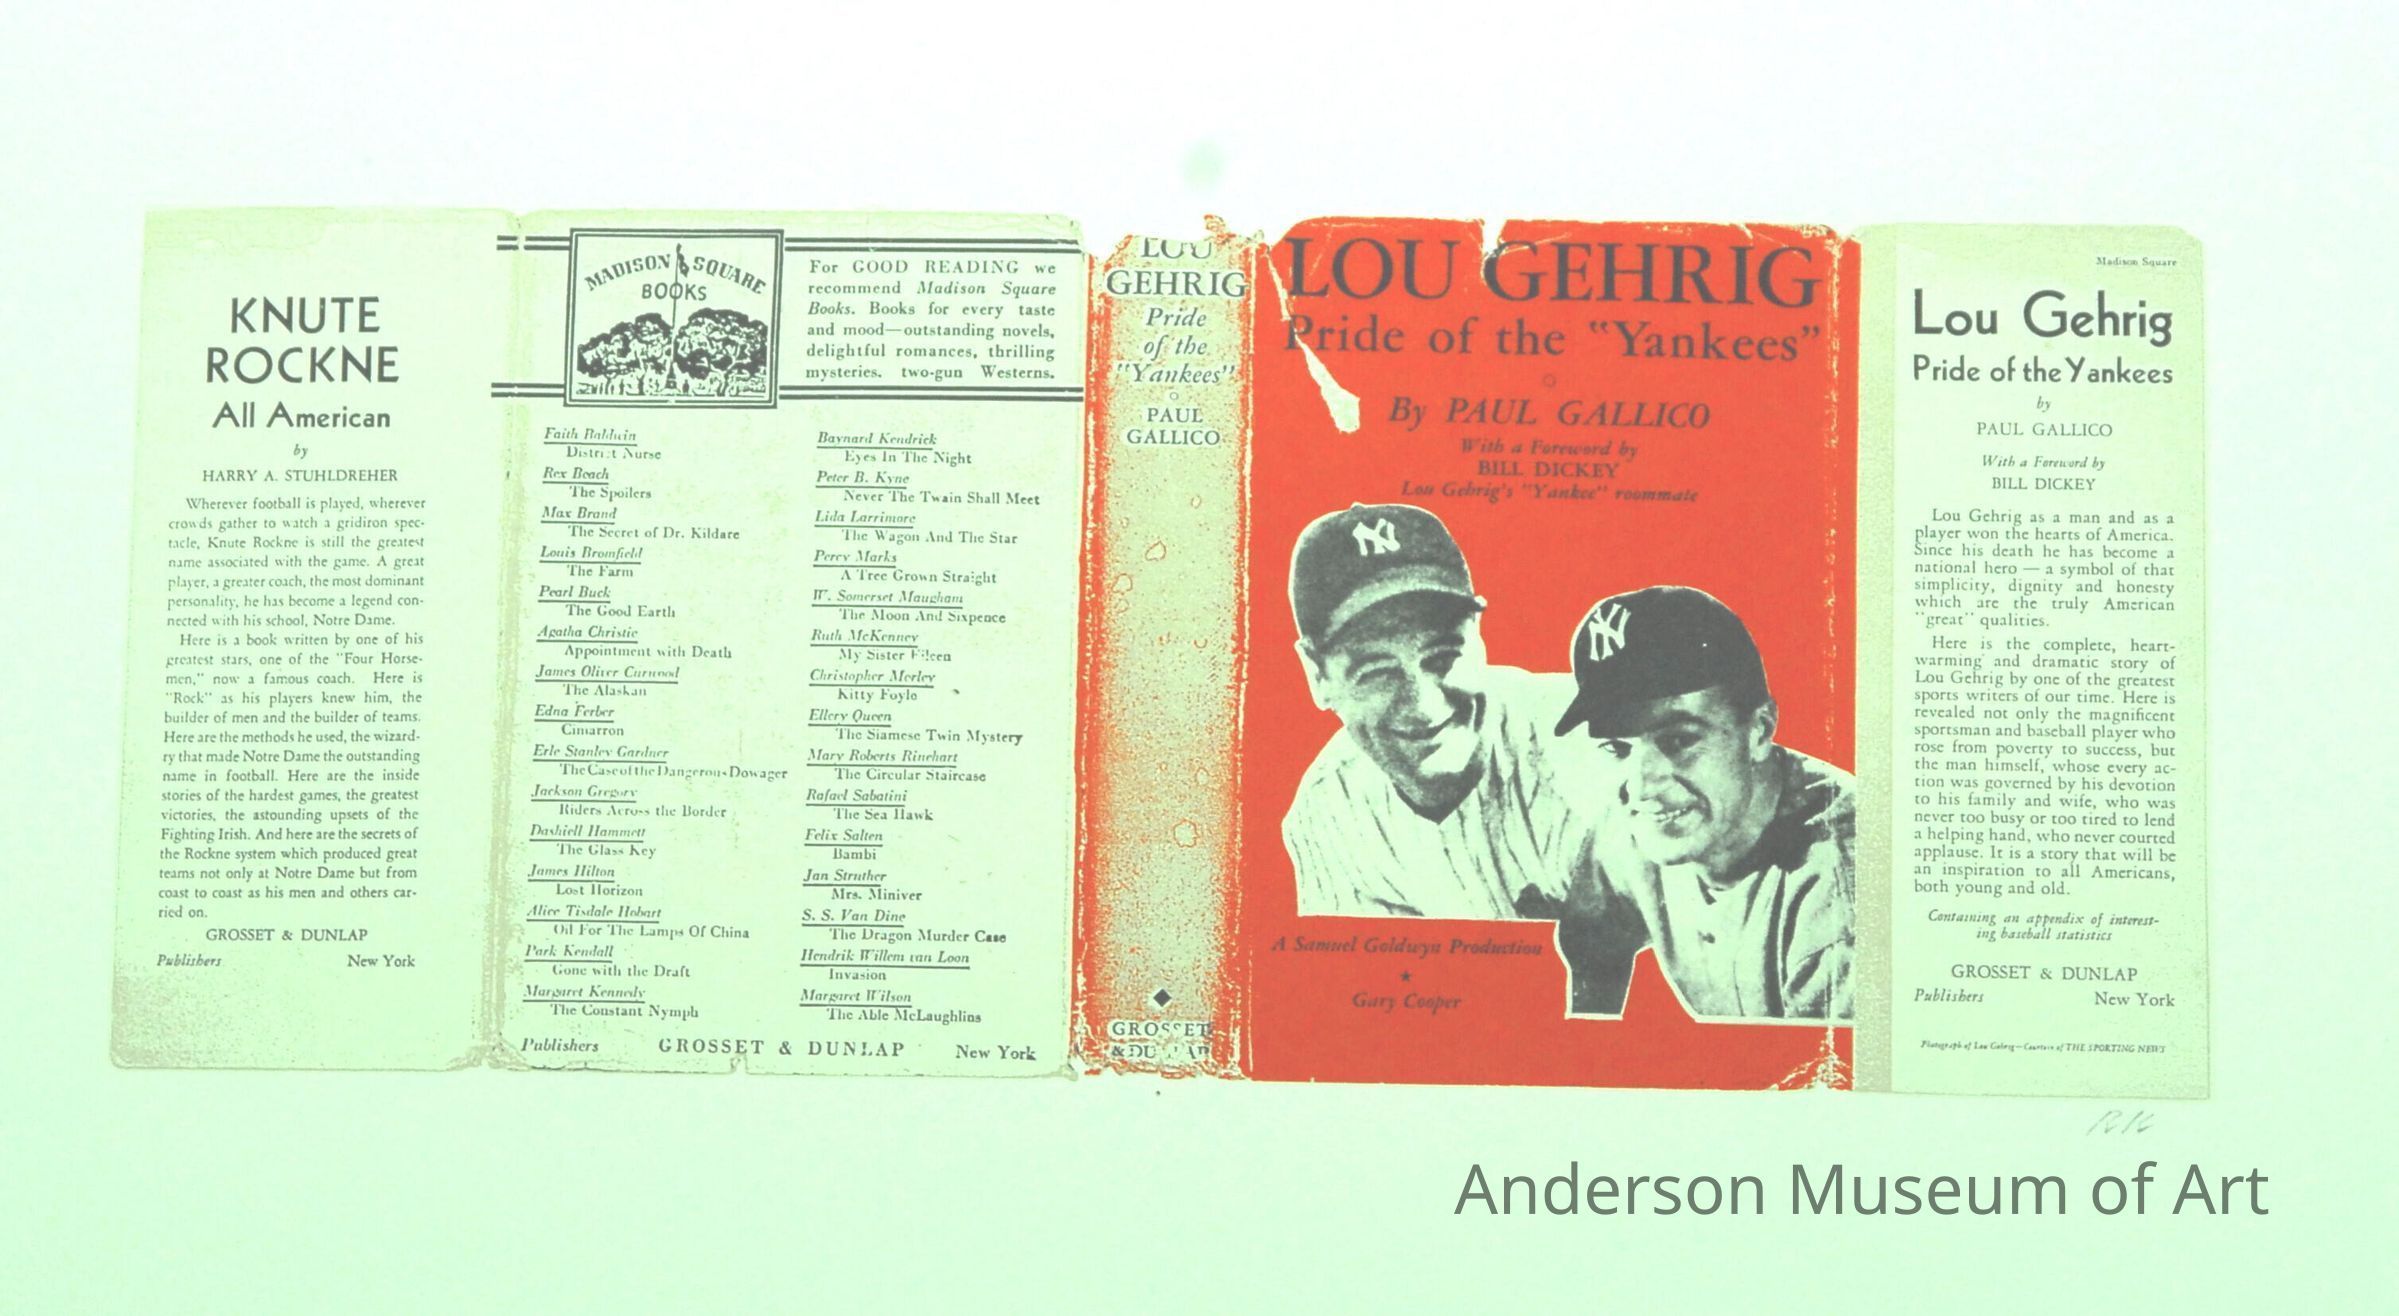 KNUTE
ROCKNE
All American
by
HARRY A. STUHLDREHER
Wherever football is played, wherever
crowds gather to watch a gridiron spec-
tacle, Knute Rockne is still the greatest
name associated with the game. A great
player, a greater coach, the most dominant
personality, he has become a legend con-
nected with his school, Notre Dame.
Here is a book written by one of his
greatest stars, one of the "Four Horse-
men," now a famous coach. Here is
"Rock" as his players knew him, the
builder of men and the builder of teams.
Here are the methods he used, the wizard-
ry that made Notre Dame the outstanding
name in football. Here are the inside
stories of the hardest games, the greatest
victories, the astounding upsets of the
Fighting Irish. And here are the secrets of
the Rockne system which produced great
teams not only at Notre Dame but from
coast to coast as his men and others car-
ried on.
GROSSET & DUNLAP
Publishers New York
MADISON SQUARE
BOOKS
For GOOD READING we
recommend Madison Square
Books. Books for every taste
and mood—outstanding novels,
delightful romances, thrilling
mysteries. two-gun Westerns.
Faith Baldwin
District Nurse
Rex Beach
The Spoilers
Max Brand
The Secret of Dr. Kildare
Louis Bromfield
The Farm
Pearl Buck
The Good Earth
Agatha Christie
Appointment with Death
James Oliver Curwood
The Alaskan
Edna Ferber
Cimarron
Erle Stanley Gardner
The Case of the Dangerous Dowager
Jackson Gregory
Riders Across the Border
Dashiell Hammett
The Glass Key
James Hilton
Lost Horizon
Alice Tisdale Hobart
Oil For The Lamps Of China
Park Kendall
Gone with the Draft
Margaret Kennedy
The Constant Nymph
Baynard Kendrick
Eyes In The Night
Peter B. Kyne
Never The Twain Shall Meet
Lida Larrimore
The Wagon And The Star
Percy Marks
A Tree Grown Straight
W. Somerset Maugham
The Moon And Sixpence
Ruth McKenney
My Sister Eileen
Christopher Morley
Kitty Foyle
Ellery Queen
The Siamese Twin Mystery
Mary Roberts Rinehart
The Circular Staircase
Rafael Sabatini
The Sea Hawk
Felix Salten
Bambi
Jan Struther
Mrs. Miniver
S. S. Van Dine
The Dragon Murder Case
Hendrik Willem van Loon
Invasion
Margaret Wilson
The Able McLaughlins
Publishers GROSSET & DUNLAP New York
LOU
GEHRIG
Pride
of the
"Yankees"
PAUL
GALLICO
GROSSET
& DUNLAP
LOU GEHRIG
Pride of the "Yankees"
By PAUL GALLICO
With a Foreword by
BILL DICKEY
Lou Gehrig's "Yankee" roommate
NY
NY
A Samuel Goldwyn Production
★
Gary Cooper
Madison Square
Lou Gehrig
Pride of the Yankees
by
PAUL GALLICO
With a Foreword by
BILL DICKEY
Lou Gehrig as a man and as a
player won the hearts of America.
Since his death he has become a
national hero — a symbol of that
simplicity, dignity and honesty
which are the truly American
"great" qualities.
Here is the complete, heart-
warming and dramatic story of
Lou Gehrig by one of the greatest
sports writers of our time. Here is
revealed not only the magnificent
sportsman and baseball player who
rose from poverty to success, but
the man himself, whose every ac-
tion was governed by his devotion
to his family and wife, who was
never too busy or too tired to lend
a helping hand, who never courted
applause. It is a story that will be
an inspiration to all Americans,
both young and old.
Containing an appendix of interest-
ing baseball statistics
GROSSET & DUNLAP
Publishers New York
Photograph of Lou Gehrig—Courtesy of THE SPORTING NEWS
RK
Anderson Museum of Art